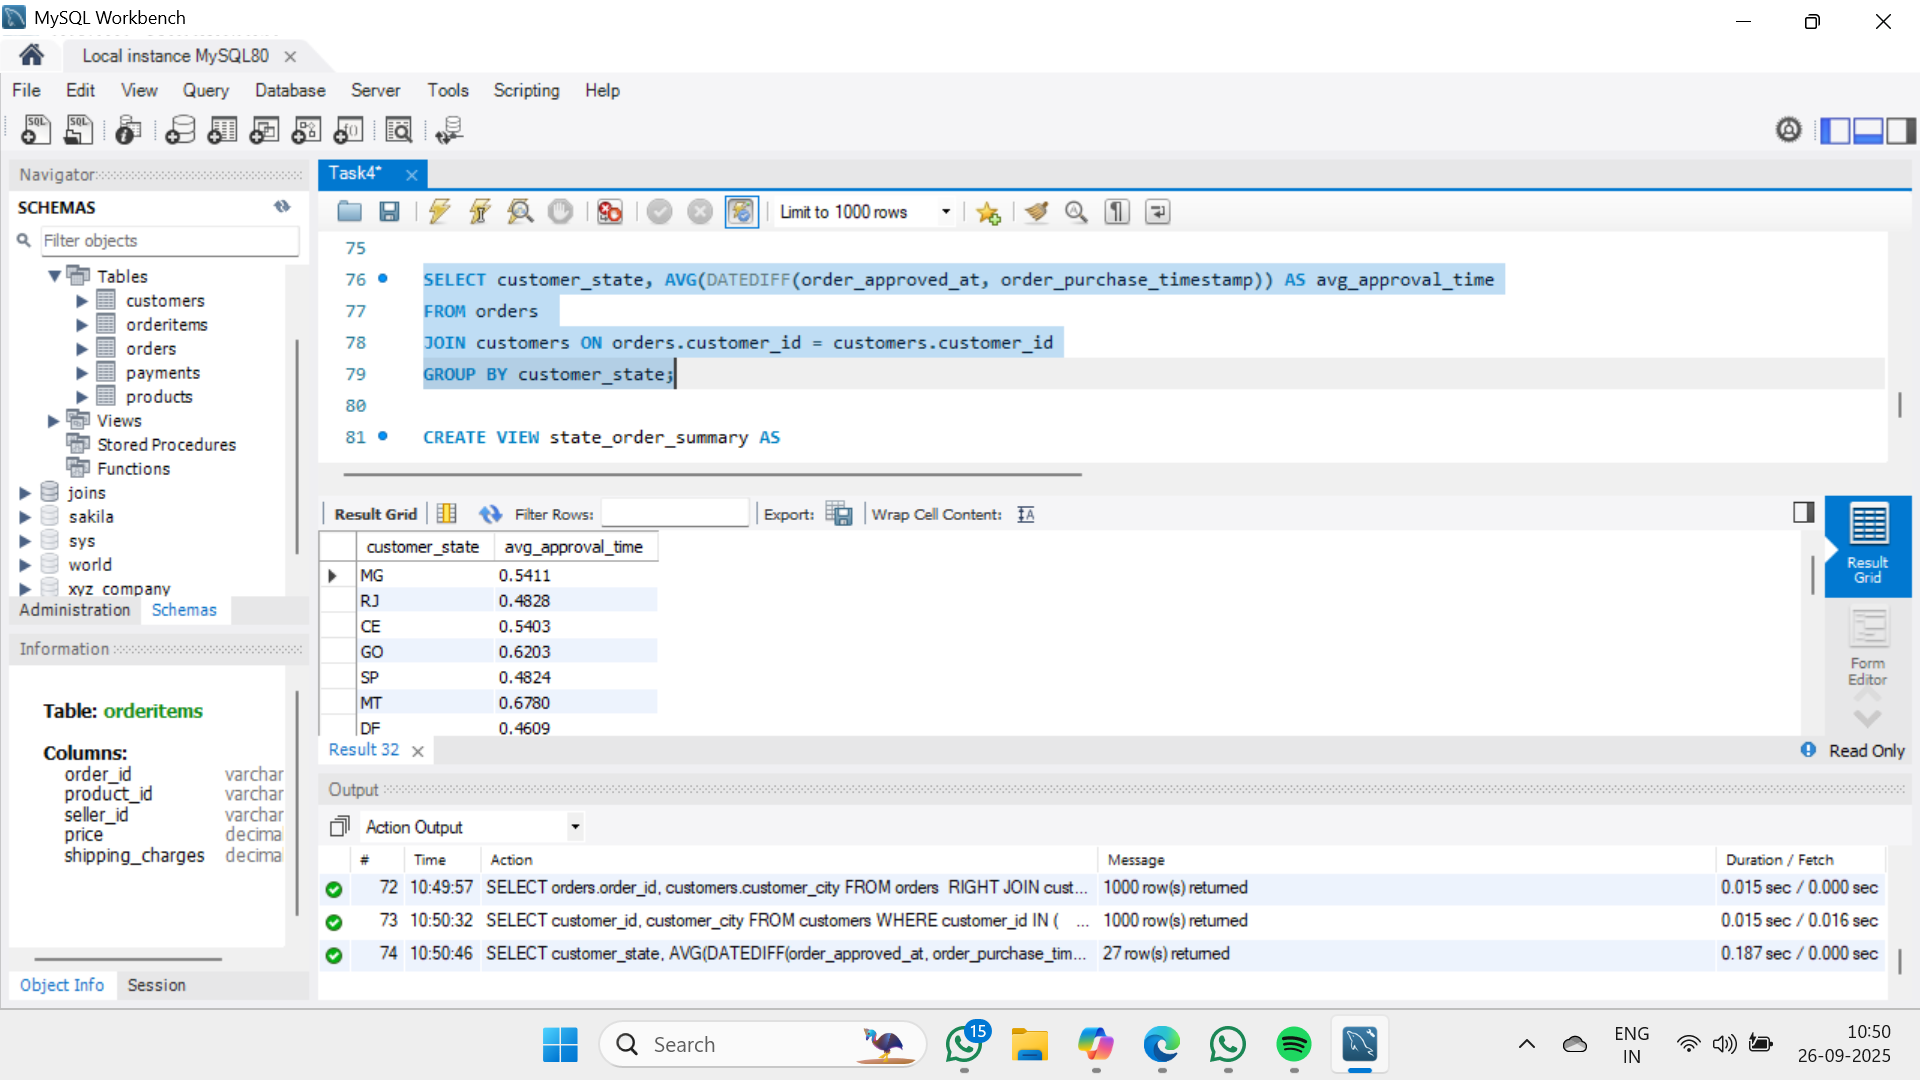 MySQL Workbench
Local instance MySQL80
File Edit View Query Database Server Tools Scripting Help
Navigator
SCHEMAS
Filter objects
Tables
customers
orderitems
orders
payments
products
Views
Stored Procedures
Functions
joins
sakila
sys
world
xyz_company
Administration Schemas
Information
Table: orderitems
Columns:
order_id varchar
product_id varchar
seller_id varchar
price decima
shipping_charges decima
Object Info Session
Task4*
Limit to 1000 rows
75
76 SELECT customer_state, AVG(DATEDIFF(order_approved_at, order_purchase_timestamp)) AS avg_approval_time
77 FROM orders
78 JOIN customers ON orders.customer_id = customers.customer_id
79 GROUP BY customer_state;
80
81 CREATE VIEW state_order_summary AS
Result Grid Filter Rows: Export: Wrap Cell Content:
customer_state avg_approval_time
MG 0.5411
RJ 0.4828
CE 0.5403
GO 0.6203
SP 0.4824
MT 0.6780
DF 0.4609
Result Grid
Form Editor
Result 32
Read Only
Output
Action Output
# Time Action Message Duration / Fetch
72 10:49:57 SELECT orders.order_id, customers.customer_city FROM orders RIGHT JOIN cust... 1000 row(s) returned 0.015 sec / 0.000 sec
73 10:50:32 SELECT customer_id, customer_city FROM customers WHERE customer_id IN ( ... 1000 row(s) returned 0.015 sec / 0.016 sec
74 10:50:46 SELECT customer_state, AVG(DATEDIFF(order_approved_at, order_purchase_tim... 27 row(s) returned 0.187 sec / 0.000 sec
Search
15
ENG
IN
10:50
26-09-2025